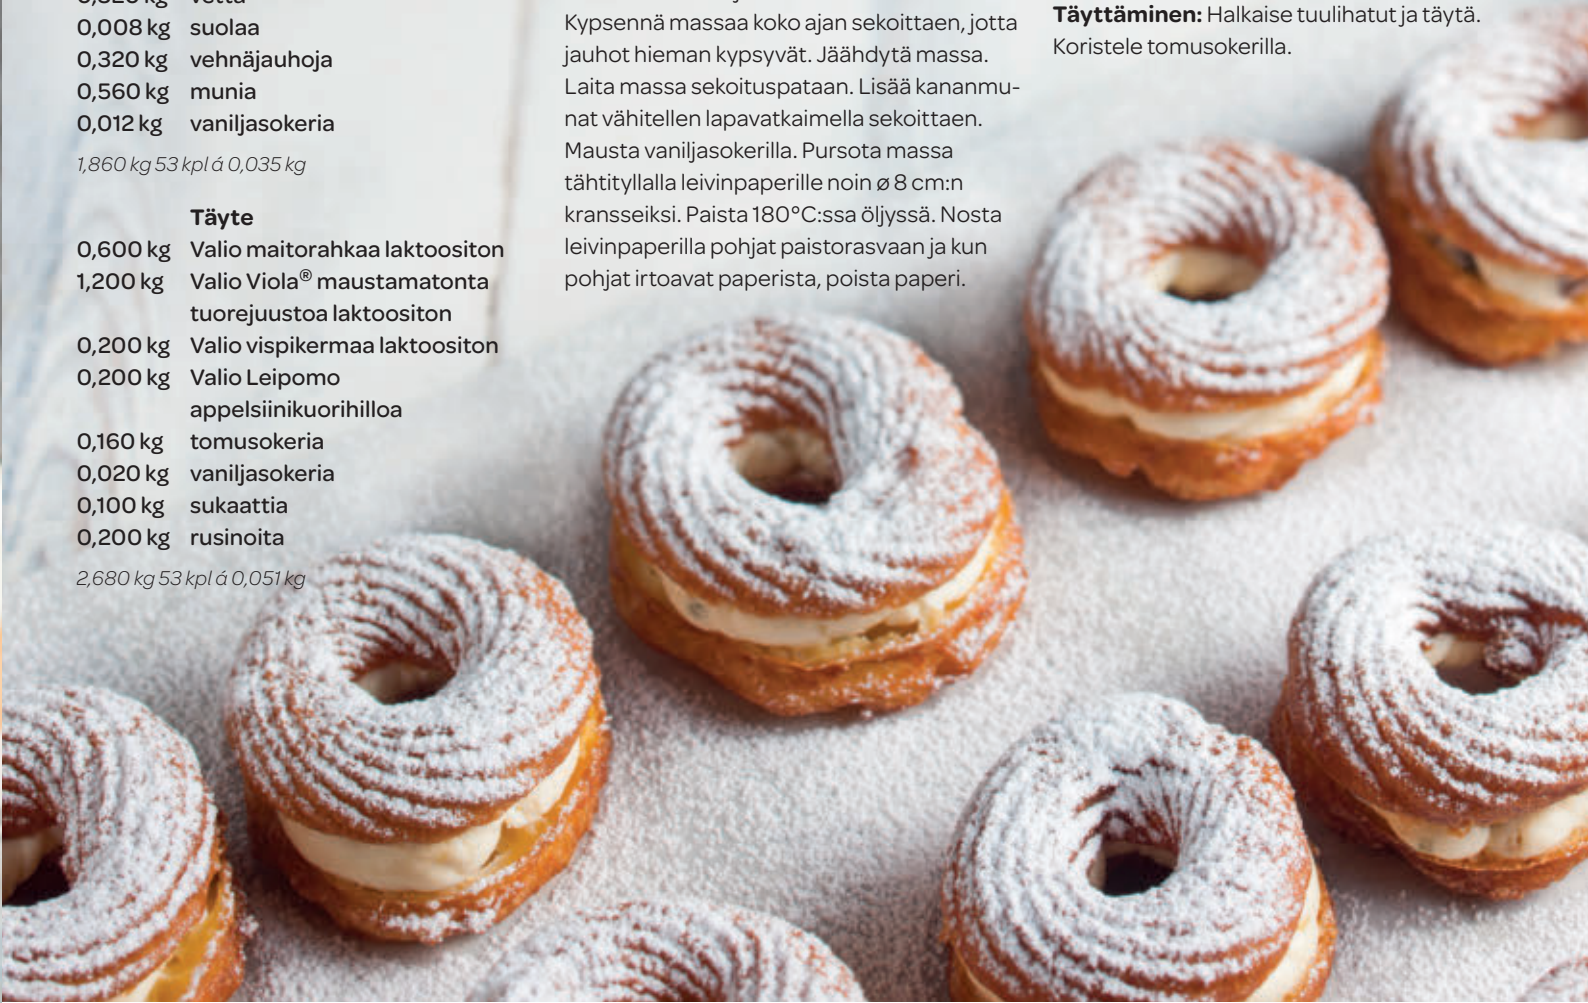 0,008 kg suolaa
0,320 kg vehnäjauhoja
0,560 kg munia
0,012 kg vaniljasokeria
1,860 kg 53 kpl á 0,035 kg
Täyte
0,600 kg Valio maitorahkaa laktoositon
1,200 kg Valio Viola® maustamatonta
tuorejuustoa laktoositon
0,200 kg Valio vispikermaa laktoositon
0,200 kg Valio Leipomo
appelsiinikuorihilloa
0,160 kg tomusokeria
0,020 kg vaniljasokeria
0,100 kg sukaattia
0,200 kg rusinoita
2,680 kg 53 kpl á 0,051 kg
Kypsennä massaa koko ajan sekoittaen, jotta
jauhot hieman kypsyvät. Jäähdytä massa.
Laita massa sekoituspataan. Lisää kananmu-
nat vähitellen lapavatkaimella sekoittaen.
Mausta vaniljasokerilla. Pursota massa
tähtityllalla leivinpaperille noin ø 8 cm:n
kransseiksi. Paista 180°C:ssa öljyssä. Nosta
leivinpaperilla pohjat paistorasvaan ja kun
pohjat irtoavat paperista, poista paperi.
Täyttäminen: Halkaise tuulihatut ja täytä.
Koristele tomusokerilla.